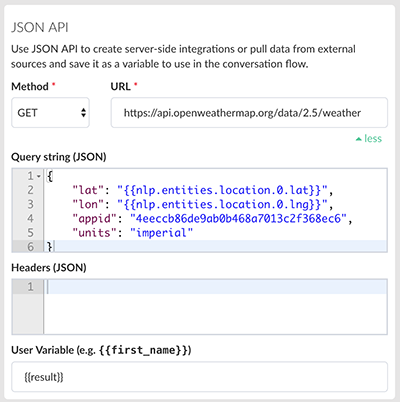 JSON API
Use JSON API to create server-side integrations or pull data from external
sources and save it as a variable to use in the conversation flow.
Method * URL *
GET https://api.openweathermap.org/data/2.5/weather
less
Query string (JSON)
1 {
2 "lat": "{{nlp.entities.location.0.lat}}",
3 "lon": "{{nlp.entities.location.0.lng}}",
4 "appid": "4eeccb86de9ab0b468a7013c2f368ec6",
5 "units": "imperial"
6 }
Headers (JSON)
1
User Variable (e.g. {{first_name}})
{{result}}